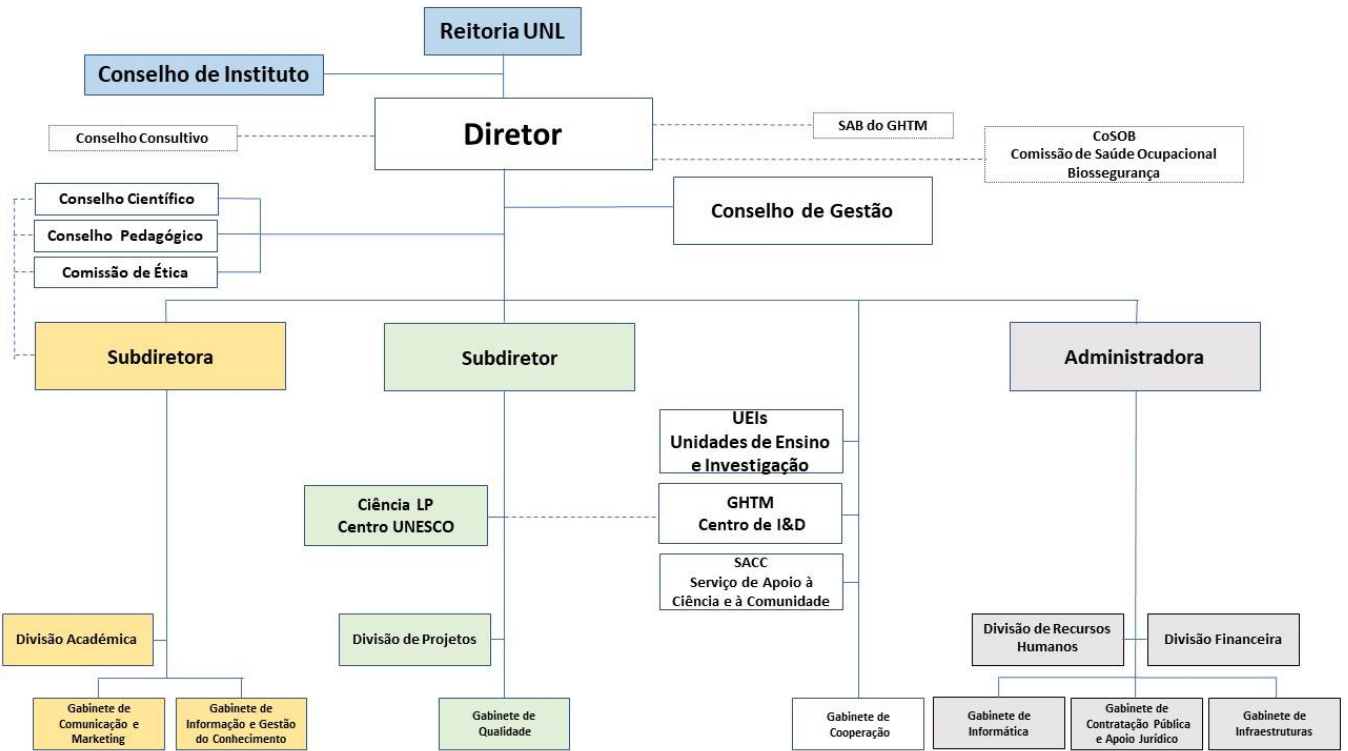 Reitoria UNL
Conselho de Instituto
Diretor
Conselho Consultivo
SAB do GHTM
CoSOB
Comissão de Saúde Ocupacional
Biossegurança
Conselho Científico
Conselho Pedagógico
Comissão de Ética
Conselho de Gestão
Subdiretora
Subdiretor
Administradora
UEIs
Unidades de Ensino
e Investigação
Ciência LP
Centro UNESCO
GHTM
Centro de I&D
SACC
Serviço de Apoio à
Ciência e à Comunidade
Divisão Académica
Divisão de Projetos
Divisão de Recursos
Humanos
Divisão Financeira
Gabinete de
Comunicação e
Marketing
Gabinete de
Informação e Gestão
do Conhecimento
Gabinete de
Qualidade
Gabinete de
Cooperação
Gabinete de
Informática
Gabinete de
Contratação Pública
e Apoio Jurídico
Gabinete de
Infraestruturas